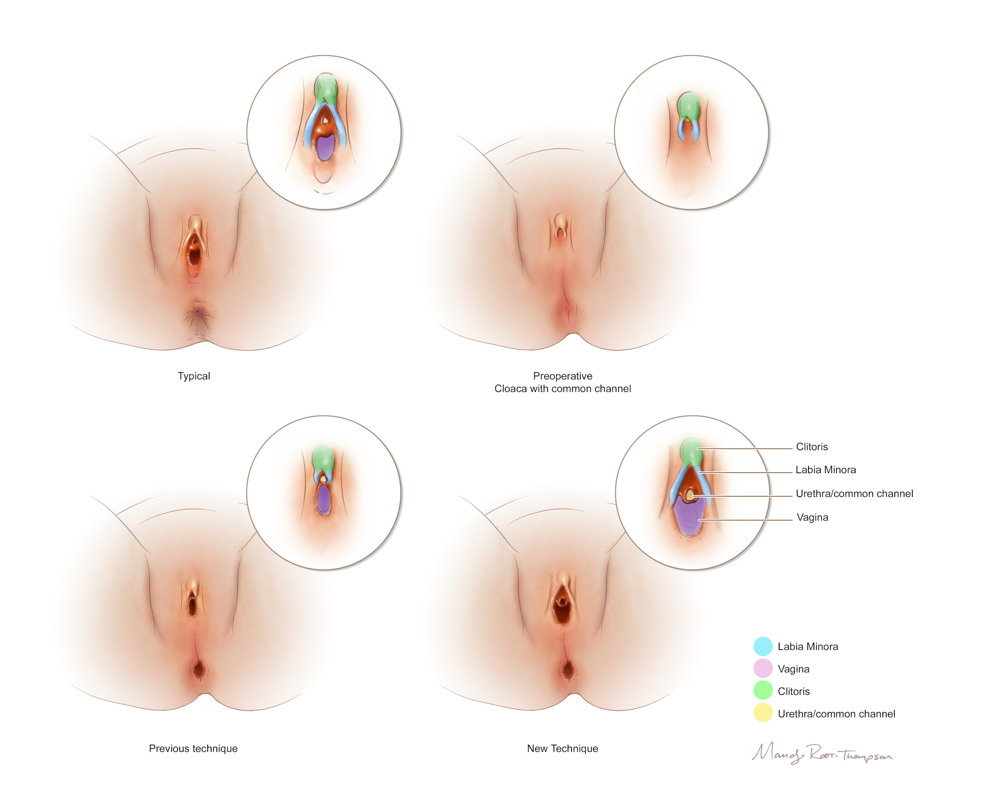 Typical
Preoperative
Cloaca with common channel
Clitoris
Labia Minora
Urethra/common channel
Vagina
Labia Minora
Vagina
Clitoris
Urethra/common channel
Previous technique
New Technique
Root-Thompson